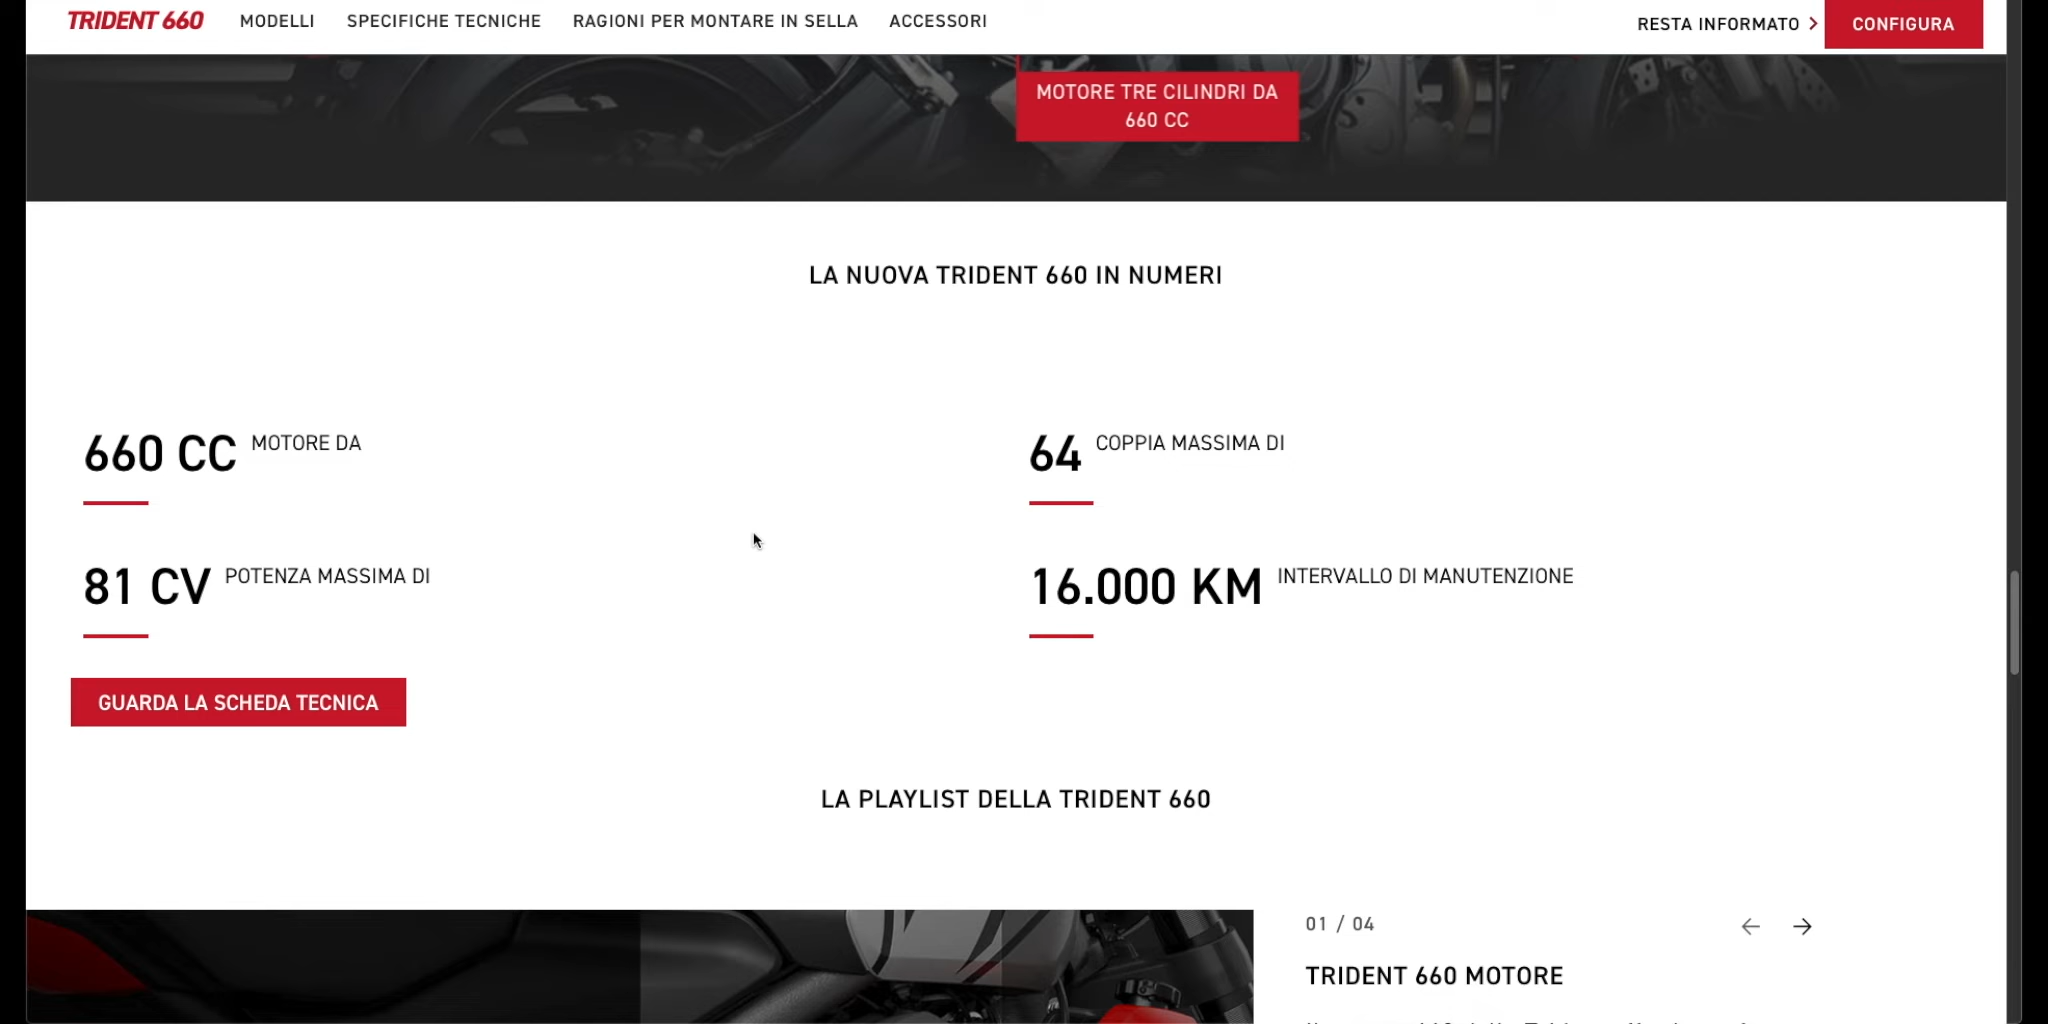 TRIDENT 660 MODELLI SPECIFICHE TECNICHE RAGIONI PER MONTARE IN SELLA ACCESSORI RESTA INFORMATO CONFIGURA
MOTORE TRE CILINDRI DA
660 CC
LA NUOVA TRIDENT 660 IN NUMERI
660 CC MOTORE DA
64 COPPIA MASSIMA DI
81 CV POTENZA MASSIMA DI
16.000 KM INTERVALLO DI MANUTENZIONE
GUARDA LA SCHEDA TECNICA
LA PLAYLIST DELLA TRIDENT 660
01 / 04
TRIDENT 660 MOTORE